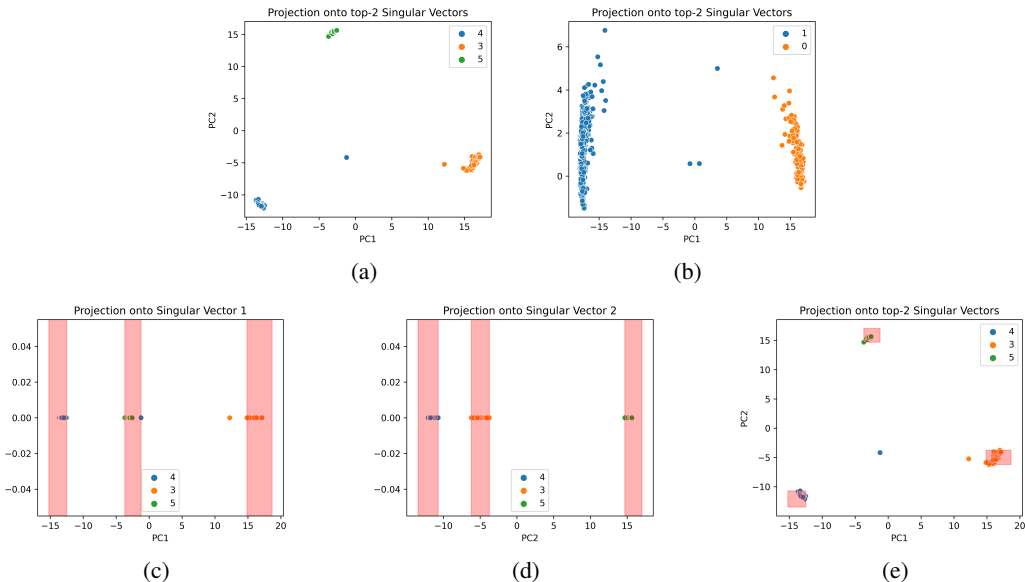 Projection onto top-2 Singular Vectors
4
3
5
15
10
5
0
−5
−10
PC2
−15 −10 −5 0 5 10 15
PC1
(a)
Projection onto top-2 Singular Vectors
1
0
6
4
2
0
PC2
−15 −10 −5 0 5 10 15
PC1
(b)
Projection onto Singular Vector 1
0.04
0.02
0.00
−0.02
−0.04
4
3
5
−15 −10 −5 0 5 10 15 20
PC1
(c)
Projection onto Singular Vector 2
0.04
0.02
0.00
−0.02
−0.04
4
3
5
−10 −5 0 5 10 15
PC2
(d)
Projection onto top-2 Singular Vectors
4
3
5
15
10
5
0
−5
−10
PC2
−15 −10 −5 0 5 10 15 20
PC1
(e)